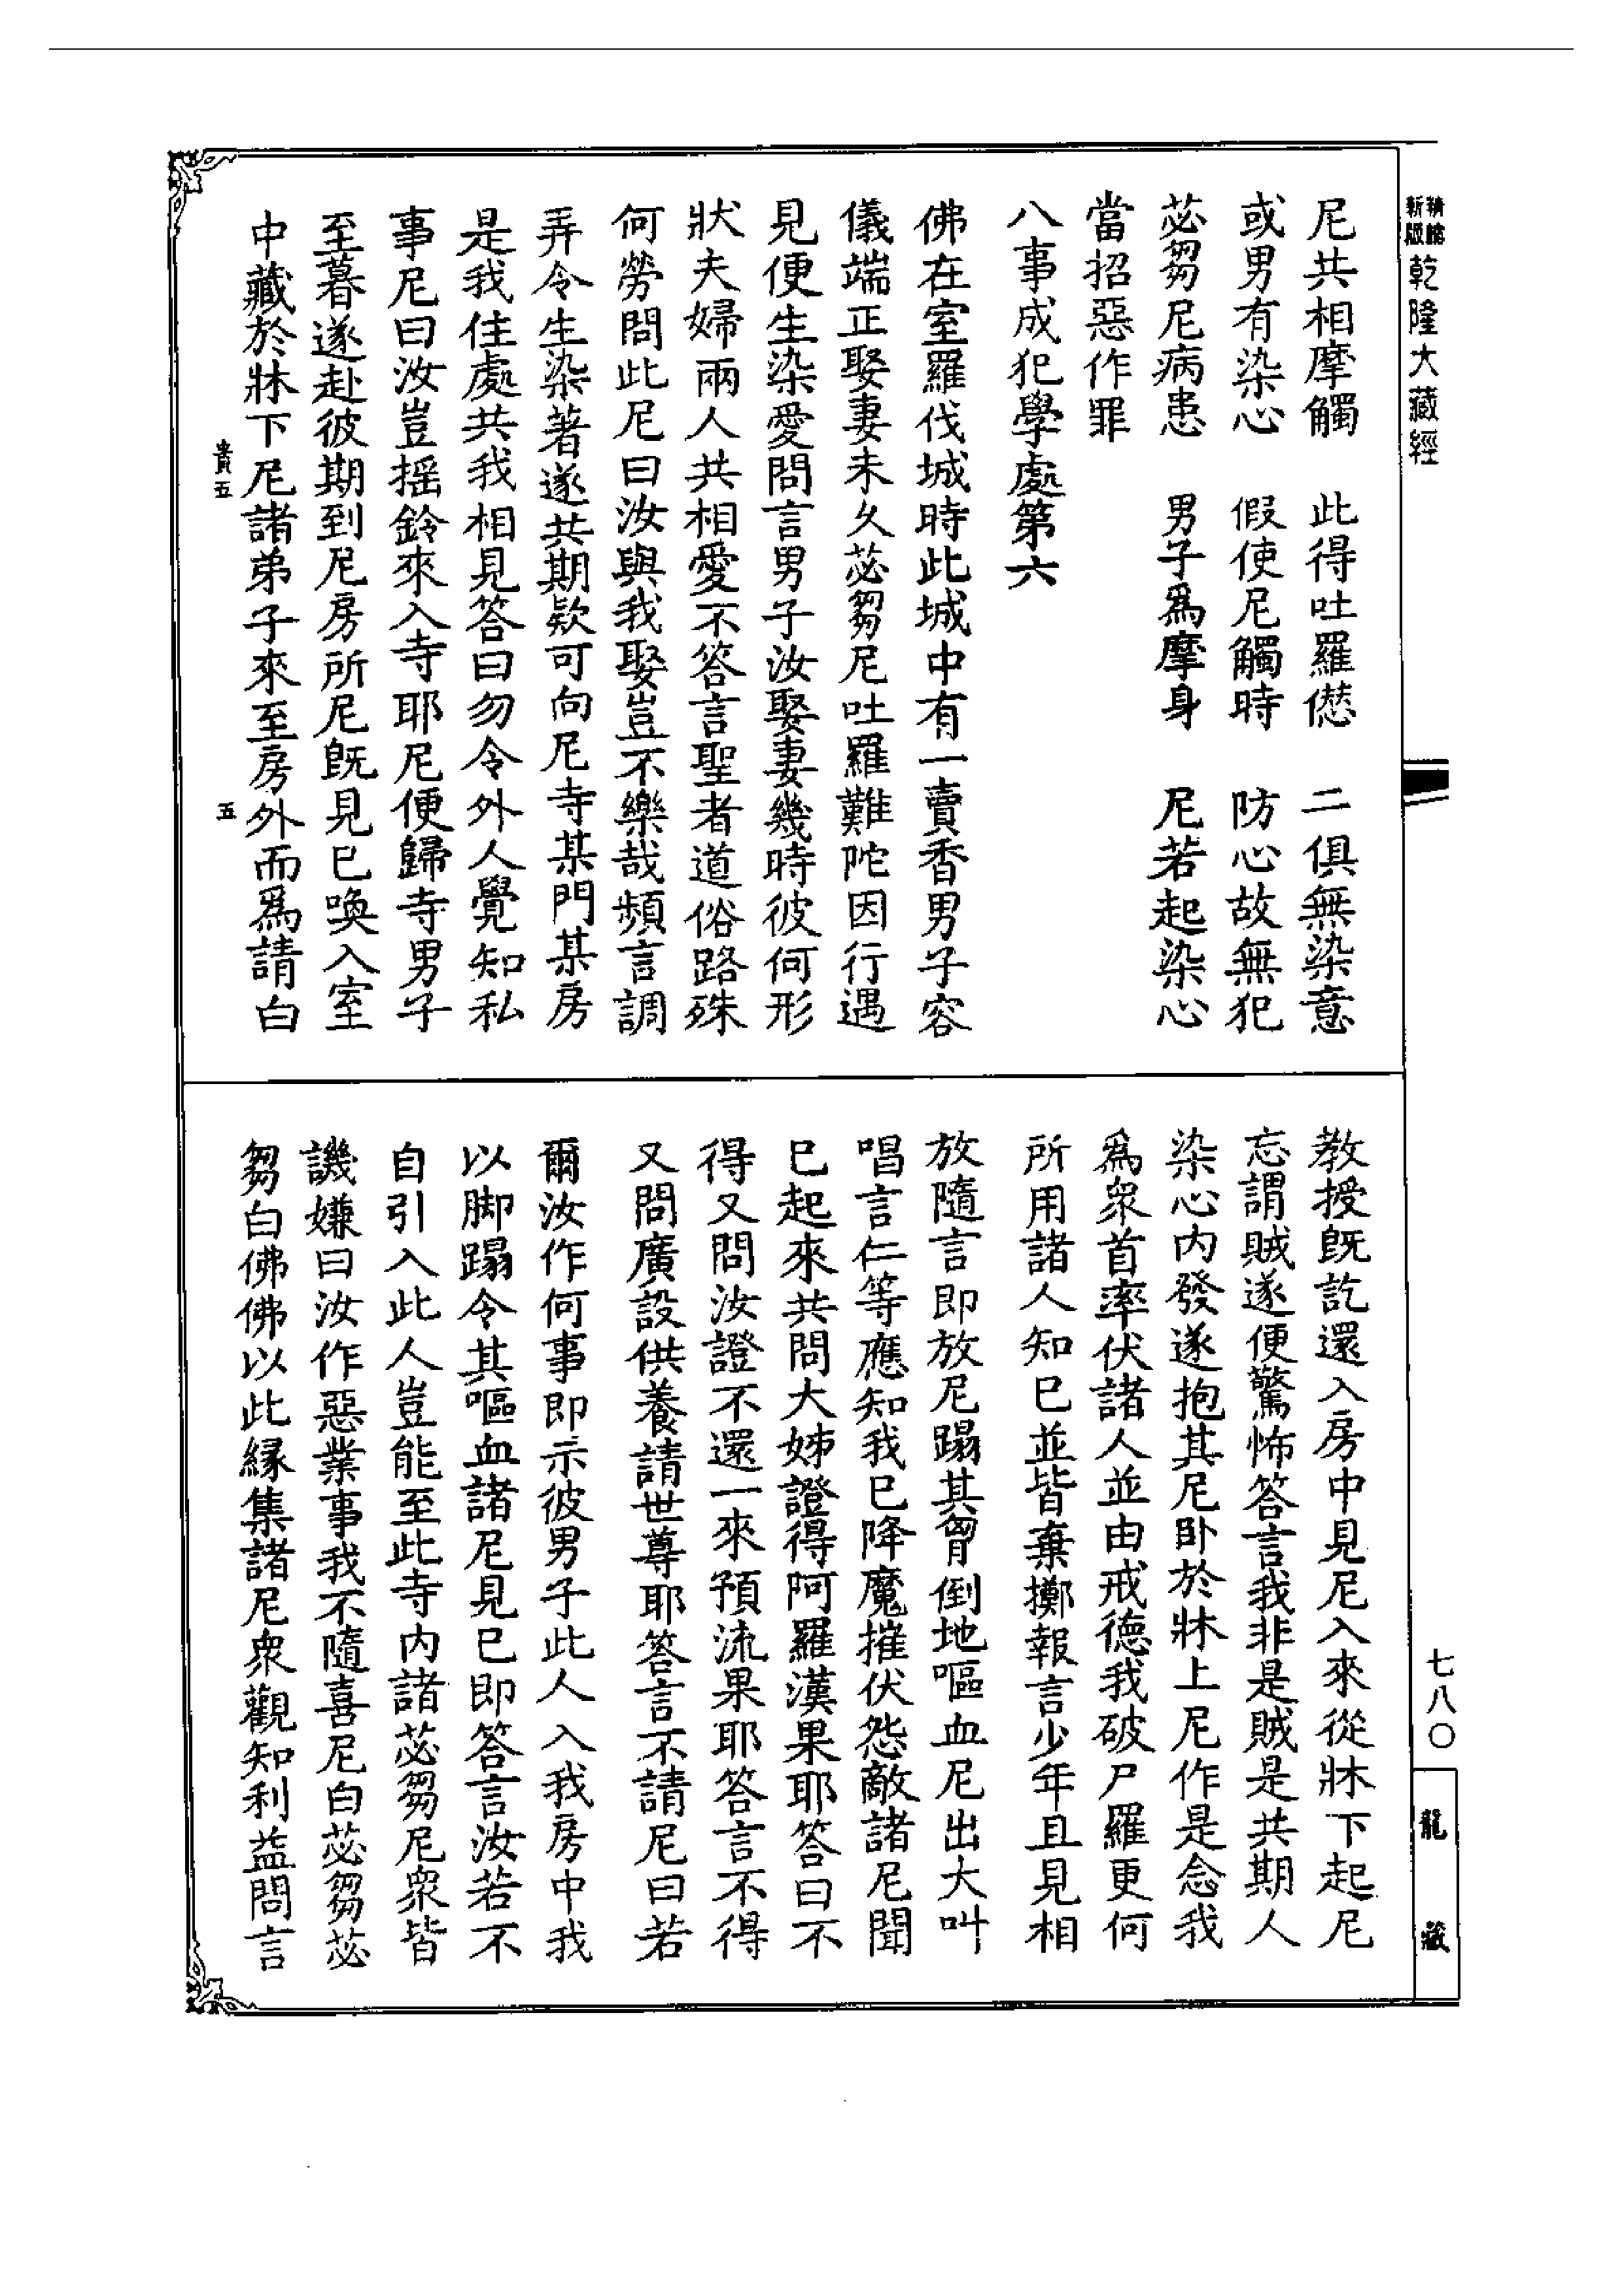 新版
乾隆大藏經
尼共相摩觸　此得吐羅㒃　二俱無染意
或男有染心　假使尼觸時　防心故無犯
苾芻尼病患　男子爲摩身　尼若起染心
當招惡作罪
八事成犯學處第六
佛在室羅伐城時此城中有一賣香男子容
儀端正娶妻未久苾芻尼吐羅難陀因行遇
見便生染愛問言男子汝娶妻幾時彼何形
狀夫婦兩人共相愛不答言聖者道俗路殊
何勞問此尼曰汝與我娶豈不樂哉頻言調
弄令生染著遂共期款可向尼寺某門某房
是我住處共我相見答曰勿令外人覺知私
事尼曰汝豈搖鈴來入寺耶尼便歸寺男子
至暮遂赴彼期到尼房所尼旣見已喚入室
中藏於牀下尼諸弟子來至房外而爲請白
貴五
五
教授旣訖還入房中見尼入來從牀下起尼
忘謂賊遂便驚怖答言我非是賊是共期人
染心內發遂抱其尼臥於牀上尼作是念我
爲衆首率伏諸人並由戒德我破尸羅更何
所用諸人知已並皆棄擲報言少年且見相
放隨言即放尼蹋其胷倒地嘔血尼出大叫
唱言仁等應知我已降魔摧伏怨敵諸尼聞
已起來共問大姊證得阿羅漢果耶答曰不
得又問汝證不還一來預流果耶答言不得
又問廣設供養請世尊耶答言不請尼曰若
爾汝作何事即示彼男子此人入我房中我
以脚蹋令其嘔血諸尼見已即答言汝若不
自引入此人豈能至此寺內諸苾芻尼衆皆
譏嫌曰汝作惡業事我不隨喜尼白苾芻苾
芻白佛佛以此緣集諸尼衆觀知利益問言
七八〇
龍藏